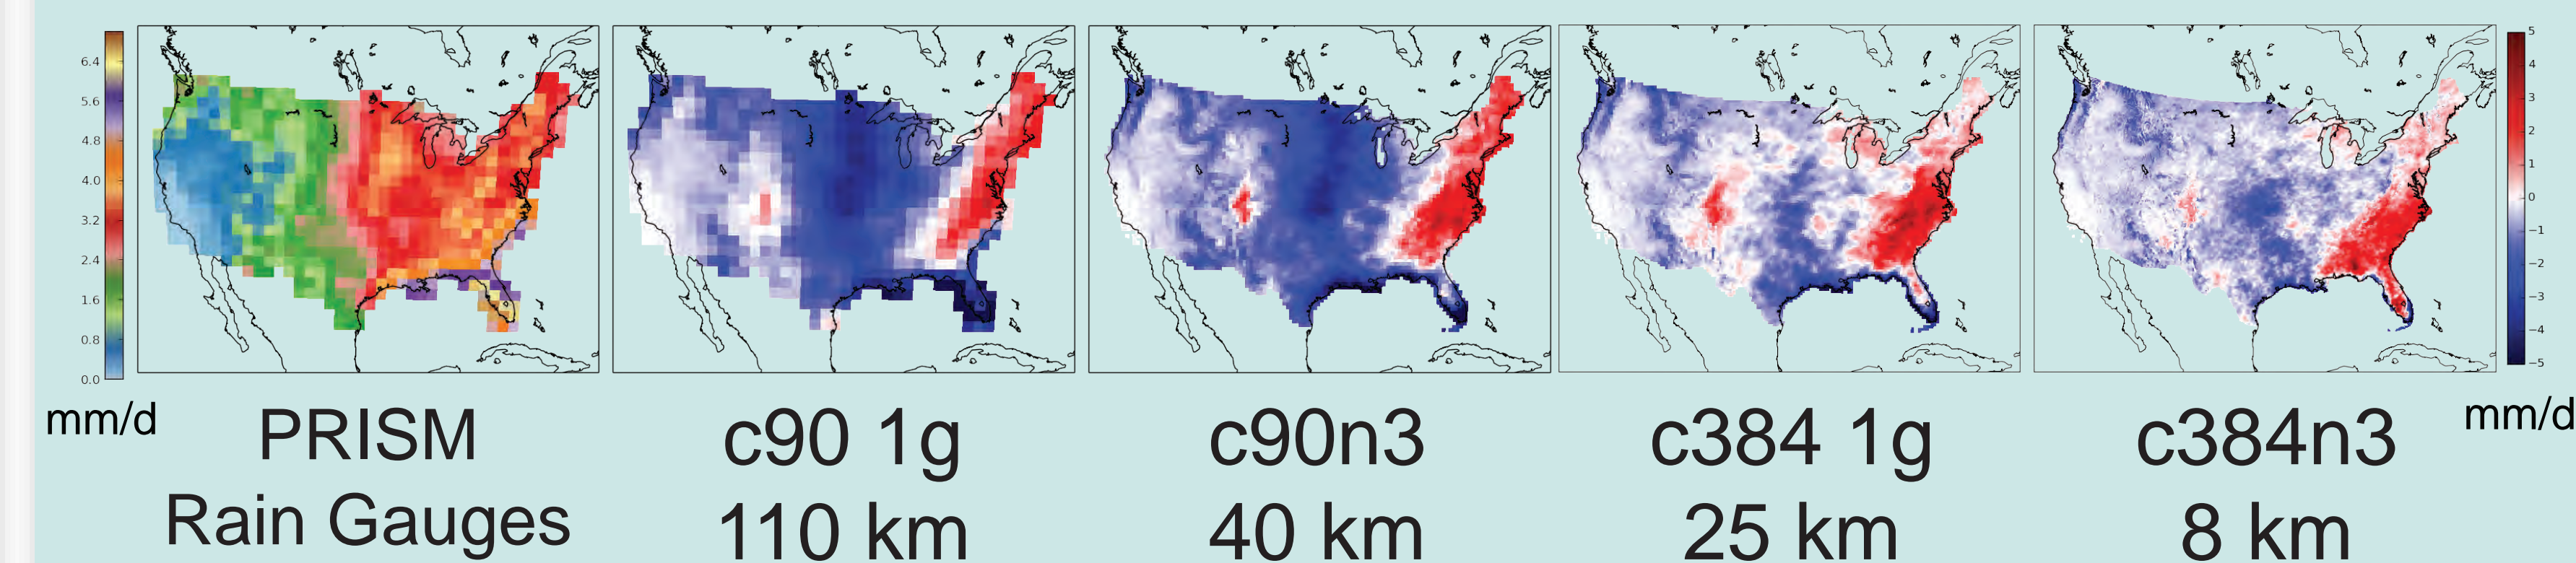 6.4
5.6
4.8
4.0
3.2
2.4
1.6
0.8
0.0
mm/d
PRISM
Rain Gauges
c90 1g
110 km
c90n3
40 km
c384 1g
25 km
c384n3
8 km
5
4
3
2
1
0
−1
−2
−3
−4
−5
mm/d